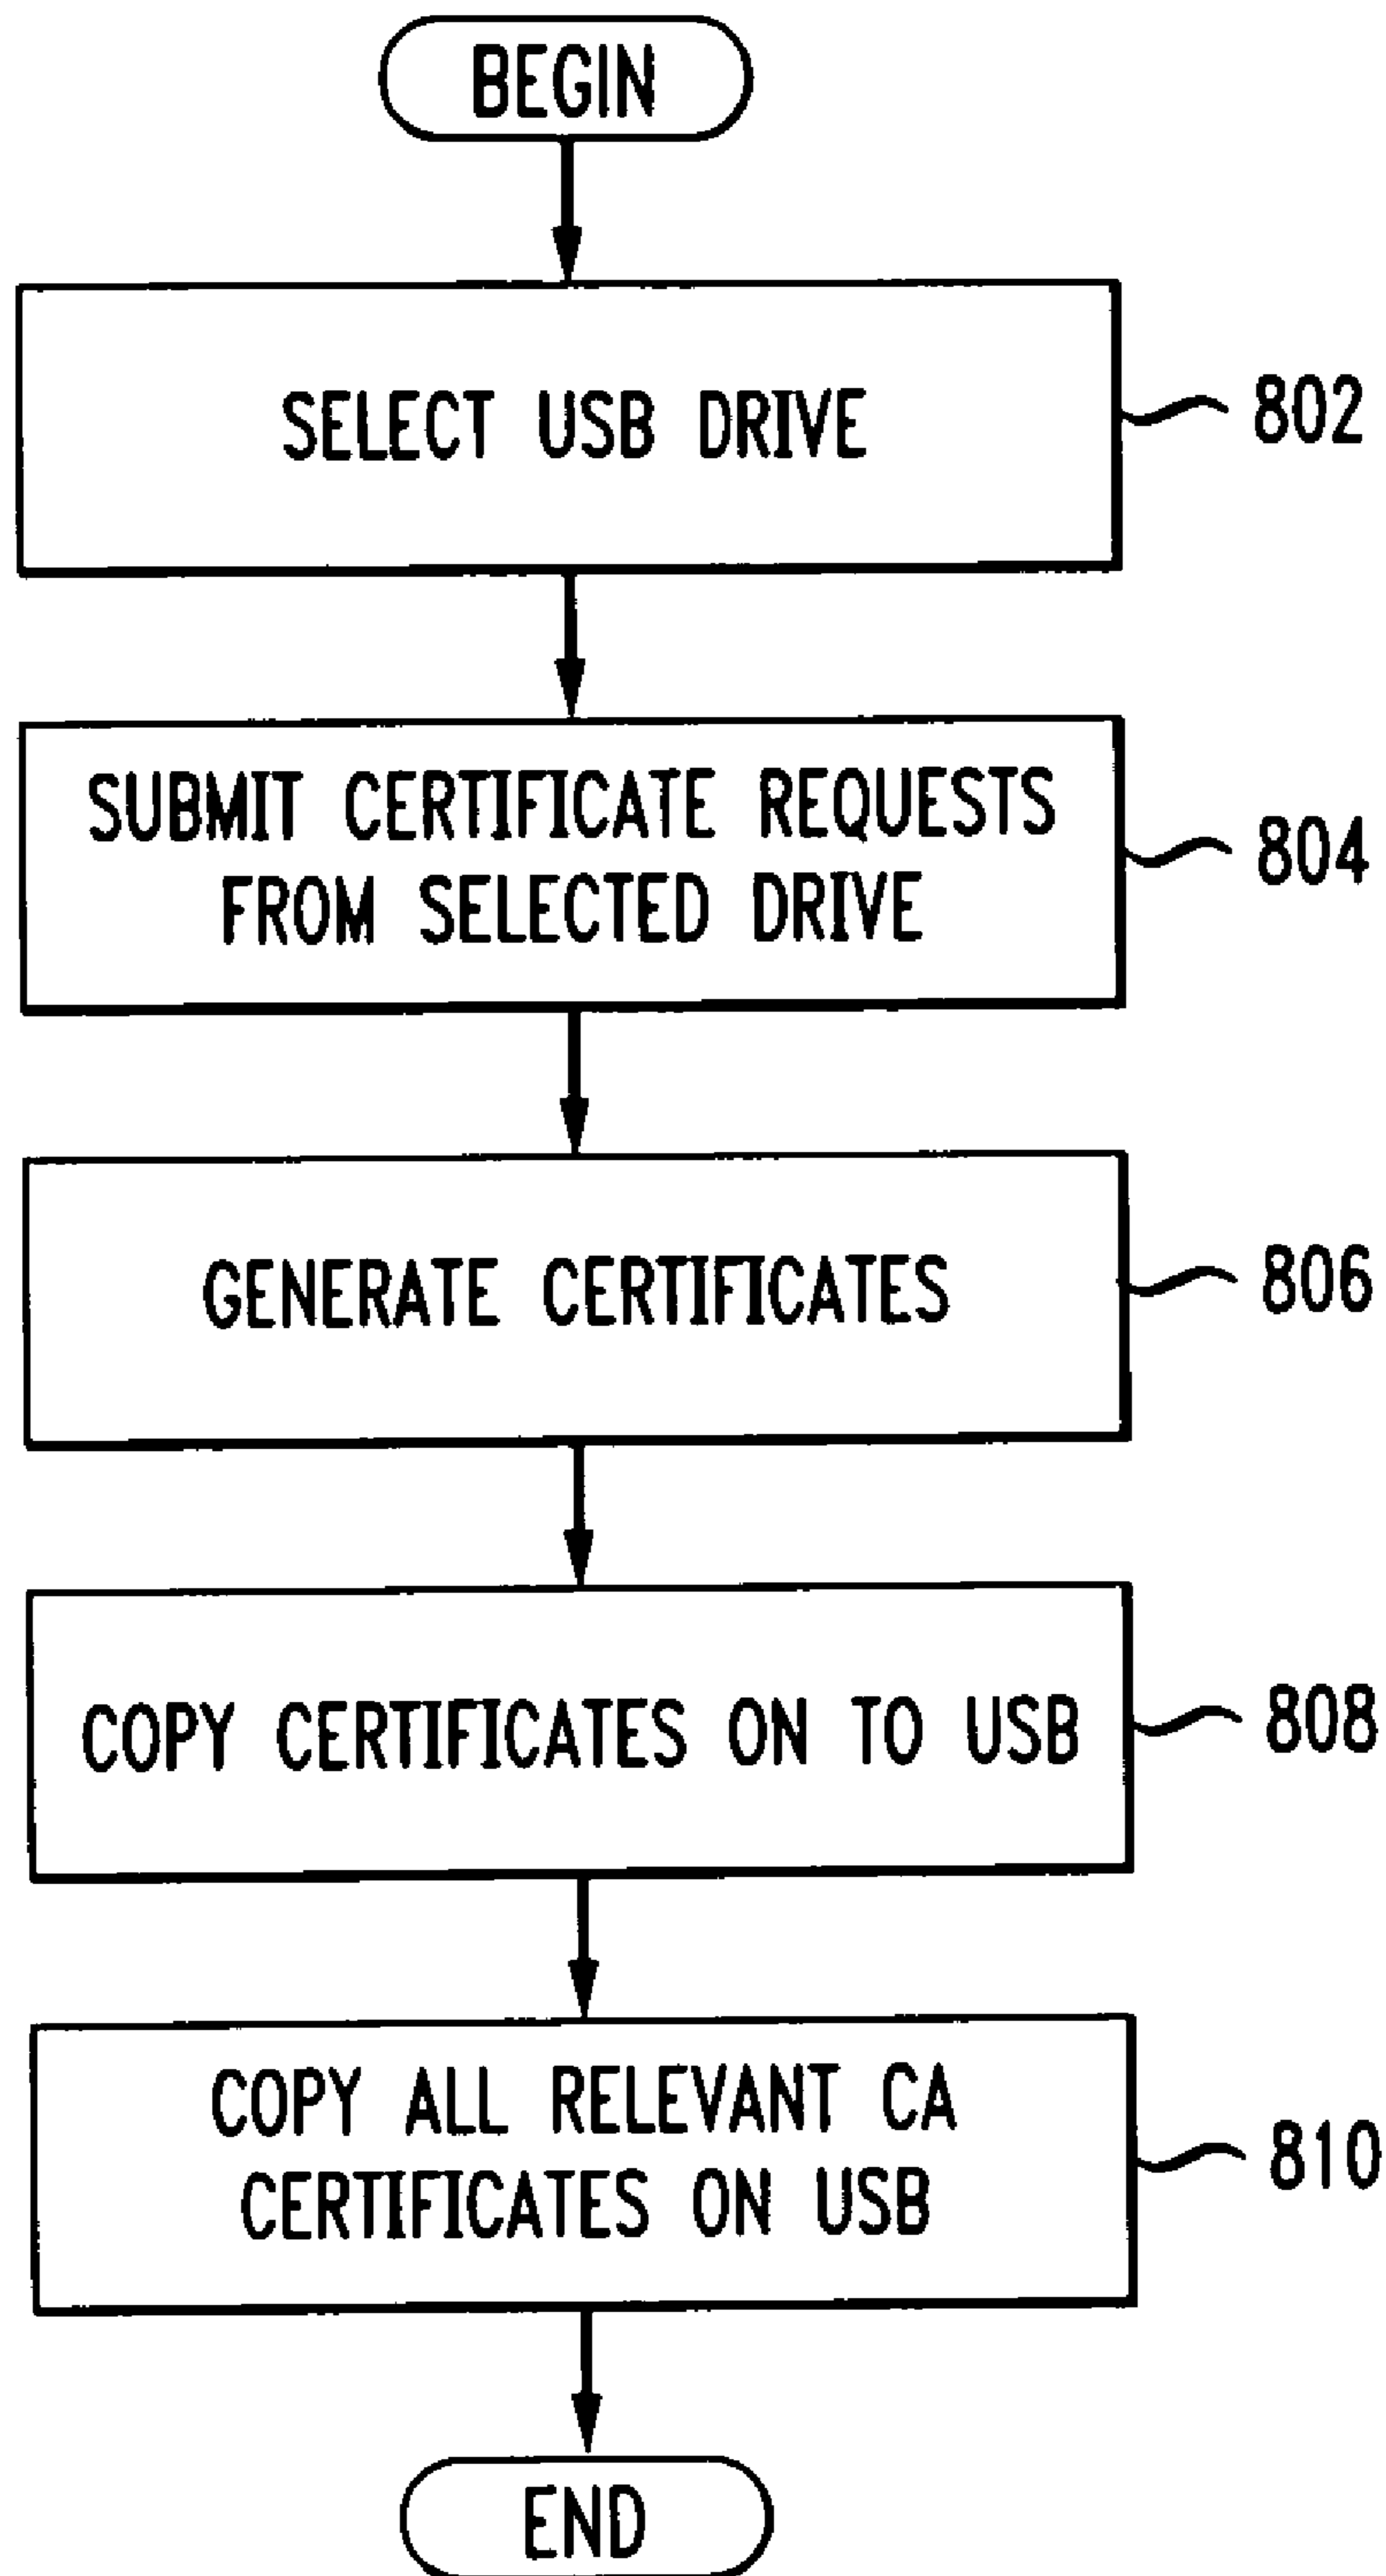 BEGIN
SELECT USB DRIVE
802
SUBMIT CERTIFICATE REQUESTS
FROM SELECTED DRIVE
804
GENERATE CERTIFICATES
806
COPY CERTIFICATES ON TO USB
808
COPY ALL RELEVANT CA
CERTIFICATES ON USB
810
END